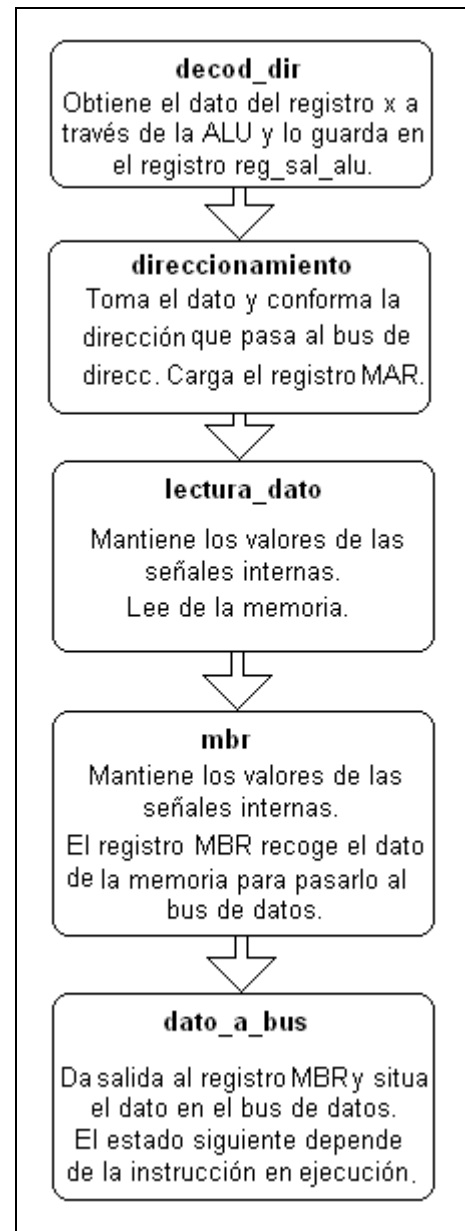 decod_dir
Obtiene el dato del registro x a
través de la ALU y lo guarda en
el registro reg_sal_alu.
direccionamiento
Toma el dato y conforma la
dirección que pasa al bus de
direcc. Carga el registro MAR.
lectura_dato
Mantiene los valores de las
señales internas.
Lee de la memoria.
mbr
Mantiene los valores de las
señales internas.
El registro MBR recoge el dato
de la memoria para pasarlo al
bus de datos.
dato_a_bus
Da salida al registro MBR y situa
el dato en el bus de datos.
El estado siguiente depende
de la instrucción en ejecución.